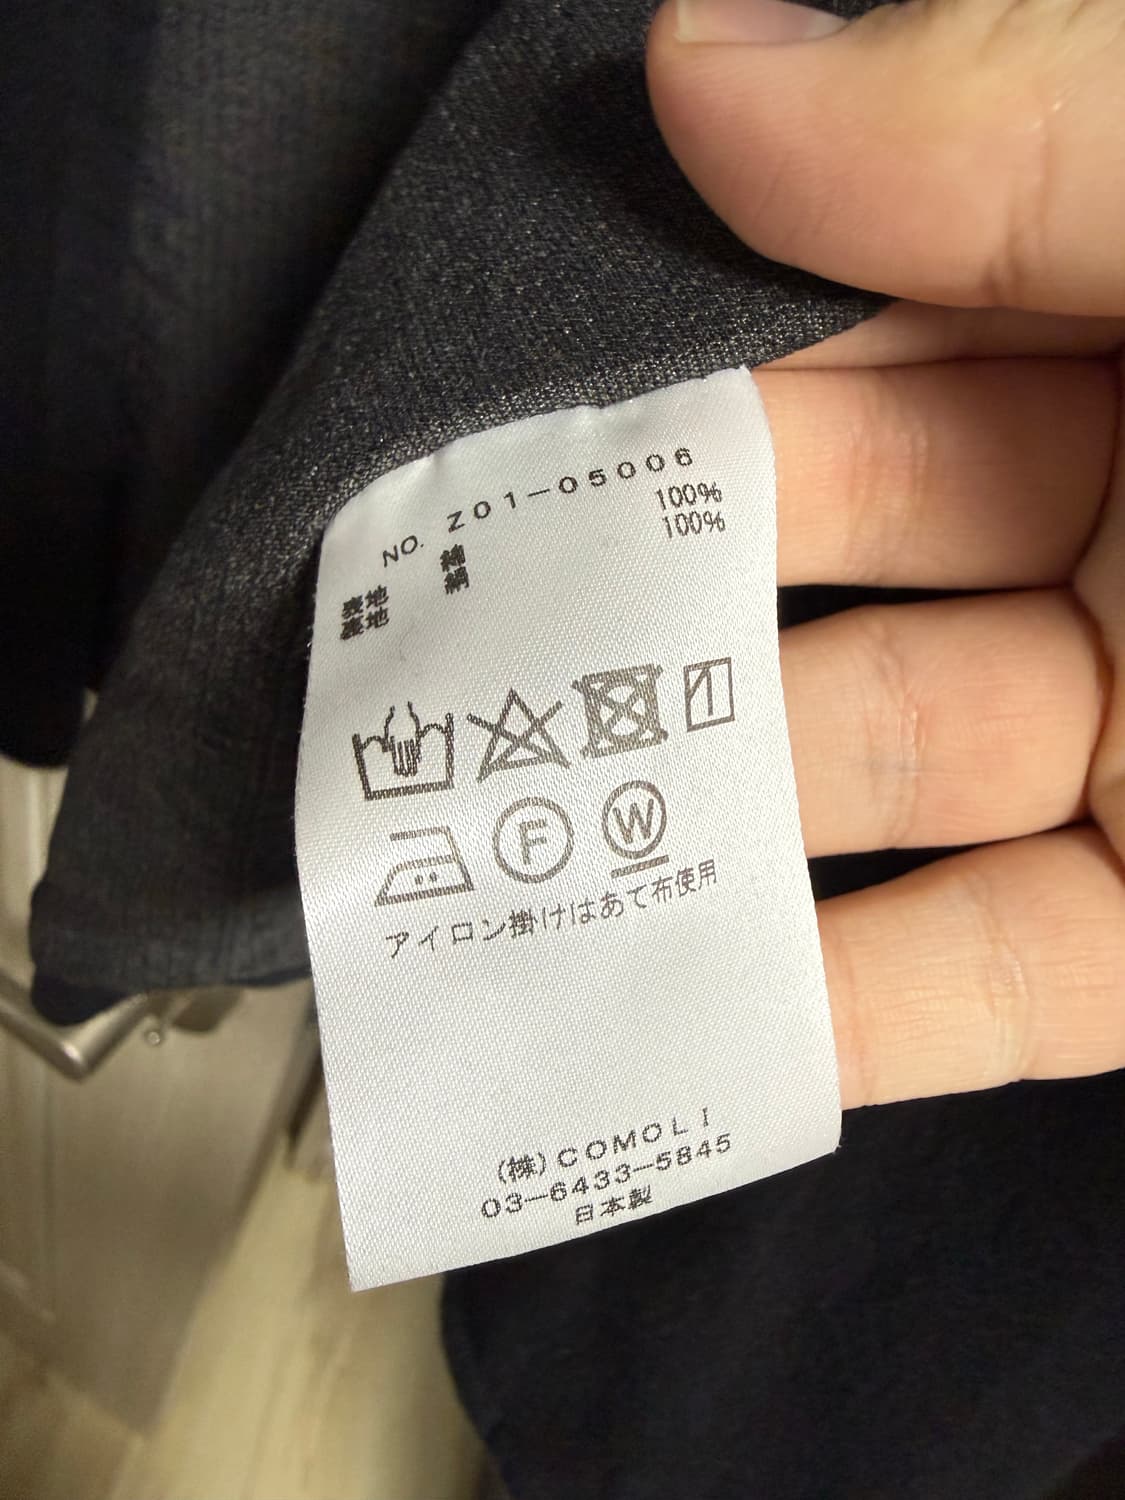 NO. Z01-05006
表地 綿 100%
裏地 絹 100%
F W
アイロン掛けはあて布使用
(株)COMOLI
03-6433-5845
日本製